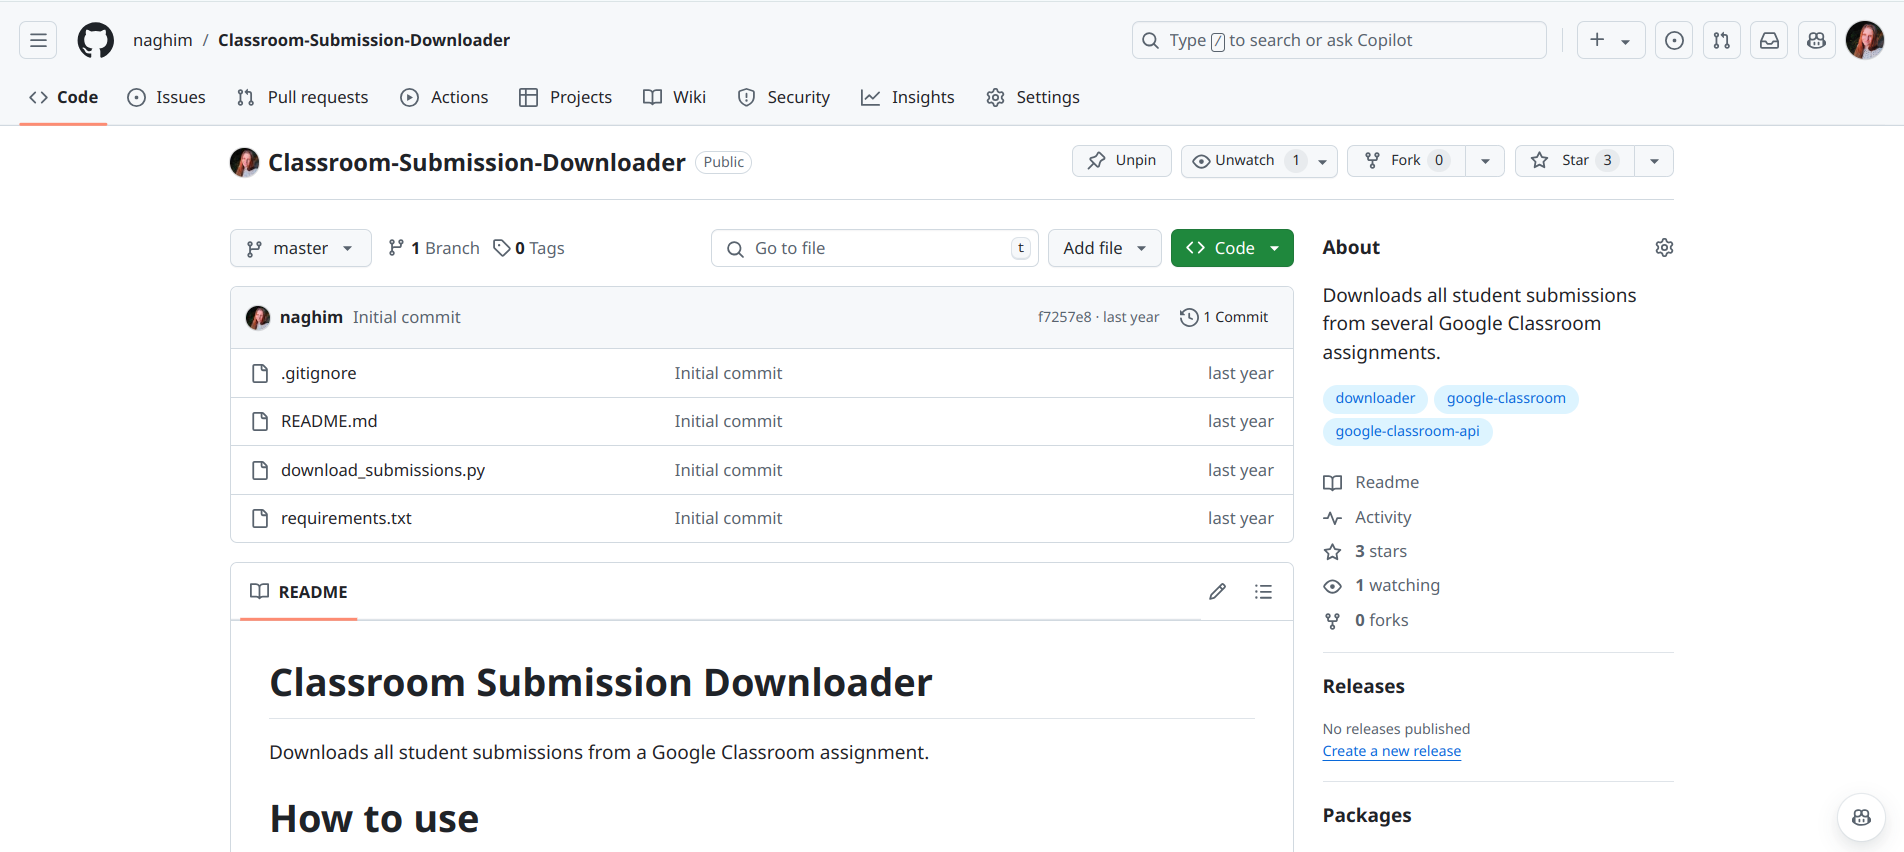 naghim / Classroom-Submission-Downloader
Type / to search or ask Copilot
Code Issues Pull requests Actions Projects Wiki Security Insights Settings
Classroom-Submission-Downloader Public
Unpin Unwatch 1 Fork 0 Star 3
master 1 Branch 0 Tags
Go to file t
Add file Code
naghim Initial commit f7257e8 · last year 1 Commit
.gitignore Initial commit last year
README.md Initial commit last year
download_submissions.py Initial commit last year
requirements.txt Initial commit last year
README
Classroom Submission Downloader
Downloads all student submissions from a Google Classroom assignment.
How to use
About
Downloads all student submissions
from several Google Classroom
assignments.
downloader google-classroom
google-classroom-api
Readme
Activity
3 stars
1 watching
0 forks
Releases
No releases published
Create a new release
Packages